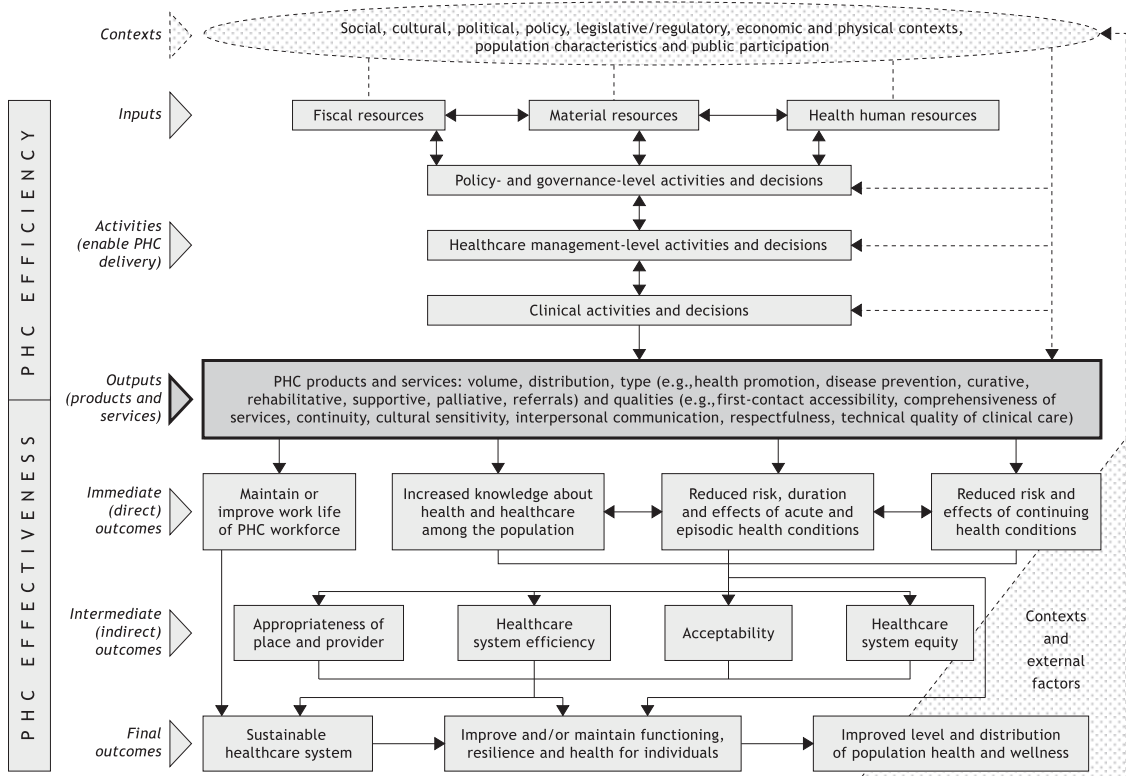 Contexts
Social, cultural, political, policy, legislative/regulatory, economic and physical contexts,
population characteristics and public participation
PHC EFFICIENCY
Inputs
Fiscal resources
Material resources
Health human resources
Policy- and governance-level activities and decisions
Activities
(enable PHC
delivery)
Healthcare management-level activities and decisions
Clinical activities and decisions
Outputs
(products and
services)
PHC products and services: volume, distribution, type (e.g.,health promotion, disease prevention, curative,
rehabilitative, supportive, palliative, referrals) and qualities (e.g.,first-contact accessibility, comprehensiveness of
services, continuity, cultural sensitivity, interpersonal communication, respectfulness, technical quality of clinical care)
PHC EFFECTIVENESS
Immediate
(direct)
outcomes
Maintain or
improve work life
of PHC workforce
Increased knowledge about
health and healthcare
among the population
Reduced risk, duration
and effects of acute and
episodic health conditions
Reduced risk and
effects of continuing
health conditions
Intermediate
(indirect)
outcomes
Appropriateness of
place and provider
Healthcare
system efficiency
Acceptability
Healthcare
system equity
Contexts
and
external
factors
Final
outcomes
Sustainable
healthcare system
Improve and/or maintain functioning,
resilience and health for individuals
Improved level and distribution
of population health and wellness